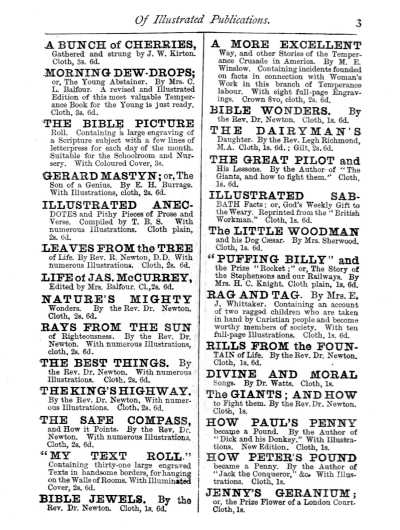 Of Illustrated Publications. 3
A BUNCH of CHERRIES,
Gathered and strung by J. W. Kirton.
Cloth, 3s. 6d.
MORNING DEW-DROPS;
or, The Young Abstainer. By Mrs. C.
L. Balfour. A revised and Illustrated
Edition of this most valuable Temper-
ance Book for the Young is just ready.
Cloth, 3s. 6d.
THE BIBLE PICTURE
Roll. Containing a large engraving of
a Scripture subject with a few lines of
letterpress for each day of the month.
Suitable for the Schoolroom and Nur-
sery. With Coloured Cover, 3s.
GERARD MASTYN; or, The
Son of a Genius. By E. H. Burrage.
With Illustrations, cloth, 2s. 6d.
ILLUSTRATED ANEC-
DOTES and Pithy Pieces of Prose and
Verse. Compiled by T. B. S. With
numerous Illustrations. Cloth plain,
2s. 6d.
LEAVES FROM the TREE
of Life. By Rev. R. Newton, D.D. With
numerous Illustrations. Cloth, 2s. 6d.
LIFE of JAS. McCURREY,
Edited by Mrs. Balfour. Cl., 2s. 6d.
NATURE'S MIGHTY
Wonders. By the Rev. Dr. Newton.
Cloth, 2s. 6d.
RAYS FROM THE SUN
of Righteousness. By the Rev. Dr.
Newton. With numerous Illustrations,
cloth, 2s. 6d.
THE BEST THINGS. By
the Rev. Dr. Newton. With numerous
Illustrations. Cloth, 2s. 6d.
THE KING'S HIGHWAY.
By the Rev. Dr. Newton, With numer-
ous Illustrations. Cloth, 2s. 6d.
THE SAFE COMPASS,
and How it Points. By the Rev. Dr.
Newton. With numerous Illustrations.
Cloth, 2s. 6d.
"MY TEXT ROLL."
Containing thirty-one large engraved
Texts in handsome borders, for hanging
on the Walls of Rooms. With Illuminated
Cover, 2s. 6d.
BIBLE JEWELS. By the
Rev. Dr. Newton. Cloth, 1s. 6d.
A MORE EXCELLENT
Way, and other Stories of the Temper-
ance Crusade in America. By M. E.
Winslow. Containing incidents founded
on facts in connection with Woman's
Work in this branch of Temperance
labour. With eight full-page Engrav-
ings. Crown 8vo, cloth, 2s. 6d.
BIBLE WONDERS. By
the Rev. Dr. Newton. Cloth, 1s. 6d.
THE DAIRYMAN'S
Daughter. By the Rev. Legh Richmond,
M.A. Cloth, 1s. 6d.; Gilt, 2s. 6d.
THE GREAT PILOT and
His Lessons. By the Author of "The
Giants, and how to fight them." Cloth,
1s. 6d.
ILLUSTRATED SAB-
BATH Facts; or, God's Weekly Gift to
the Weary. Reprinted from the "British
Workman." Cloth, 1s. 6d.
The LITTLE WOODMAN
and his Dog Cæsar. By Mrs. Sherwood,
Cloth, 1s. 6d.
"PUFFING BILLY" and
the Prize "Rocket;" or, The Story of
the Stephensons and our Railways. By
Mrs. H. C. Knight. Cloth plain, 1s. 6d.
RAG AND TAG. By Mrs. E,
J, Whittaker. Containing an account
of two ragged children who are taken
in hand by Caristian people and become
worthy members of society. With ten
full-page Illustrations. Cloth, 1s. 6d.
RILLS FROM the FOUN-
TAIN of Life. By the Rev. Dr. Newton.
Cloth, 1s. 6d.
DIVINE AND MORAL
Songs. By Dr. Watts. Cloth, 1s.
The GIANTS; AND HOW
to Fight them. By the Rev. Dr. Newton.
Cloth, 1s.
HOW PAUL'S PENNY
became a Pound. By the Author of
"Dick and his Donkey." With Illustra-
tions, New Edition. Cloth, 1s.
HOW PETER'S POUND
became a Penny. By the Author of
"Jack the Conqueror," &c. With Illus-
trations. Cloth, 1s.
JENNY'S GERANIUM;
or, the Prize Flower of a London Court.
Cloth, 1s.